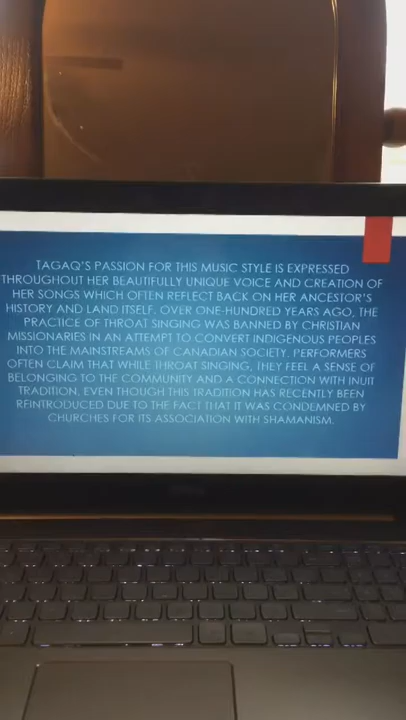 TAGAQ'S PASSION FOR THIS MUSIC STYLE IS EXPRESSED
THROUGHOUT HER BEAUTIFULLY UNIQUE VOICE AND CREATION OF
HER SONGS WHICH OFTEN REFLECT BACK ON HER ANCESTOR'S
HISTORY AND LAND ITSELF. OVER ONE-HUNDRED YEARS AGO, THE
PRACTICE OF THROAT SINGING WAS BANNED BY CHRISTIAN
MISSIONARIES IN AN ATTEMPT TO CONVERT INDIGENOUS PEOPLES
INTO THE MAINSTREAMS OF CANADIAN SOCIETY. PERFORMERS
OFTEN CLAIM THAT WHILE THROAT SINGING, THEY FEEL A SENSE OF
BELONGING TO THE COMMUNITY AND A CONNECTION WITH INUIT
TRADITION. EVEN THOUGH THIS TRADITION HAS RECENTLY BEEN
REINTRODUCED DUE TO THE FACT THAT IT WAS CONDEMNED BY
CHURCHES FOR ITS ASSOCIATION WITH SHAMANISM.